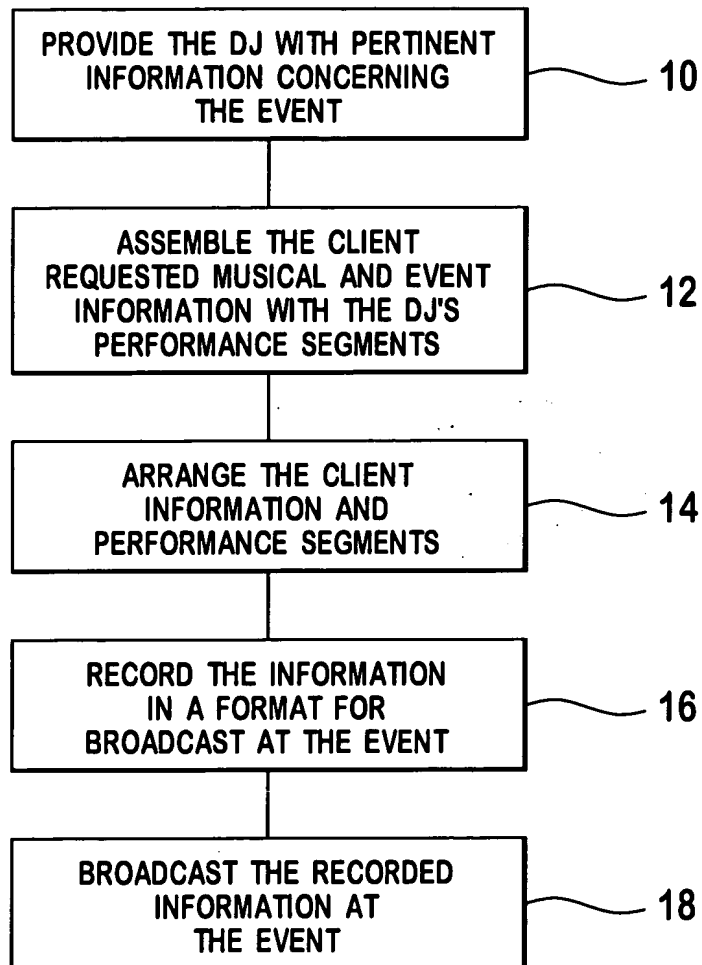 PROVIDE THE DJ WITH PERTINENT
INFORMATION CONCERNING
THE EVENT
10
ASSEMBLE THE CLIENT
REQUESTED MUSICAL AND EVENT
INFORMATION WITH THE DJ'S
PERFORMANCE SEGMENTS
12
ARRANGE THE CLIENT
INFORMATION AND
PERFORMANCE SEGMENTS
14
RECORD THE INFORMATION
IN A FORMAT FOR
BROADCAST AT THE EVENT
16
BROADCAST THE RECORDED
INFORMATION AT
THE EVENT
18